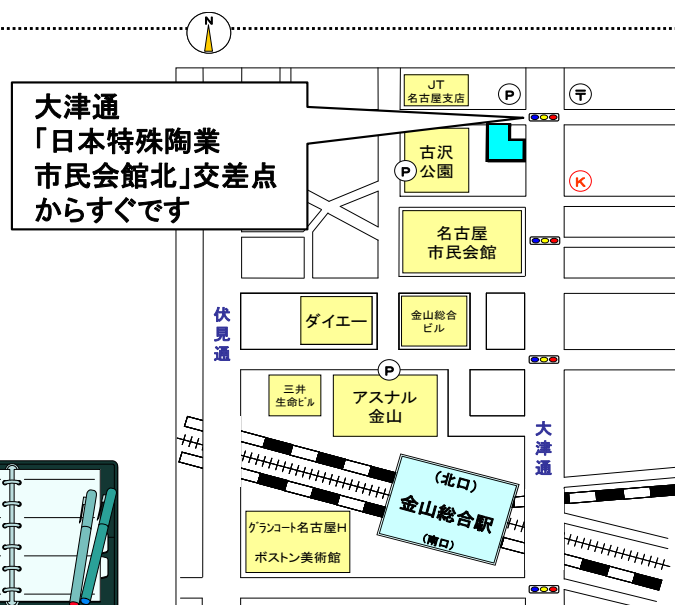 N
大津通
「日本特殊陶業
市民会館北」交差点
からすぐです
JT
名古屋支店
P
〒
古沢
公園
P
K
名古屋
市民会館
伏見通
ダイエー
金山総合
ビル
P
三井
生命ビル
アスナル
金山
大津通
(北口)
金山総合駅
(南口)
グランコート名古屋H
ボストン美術館